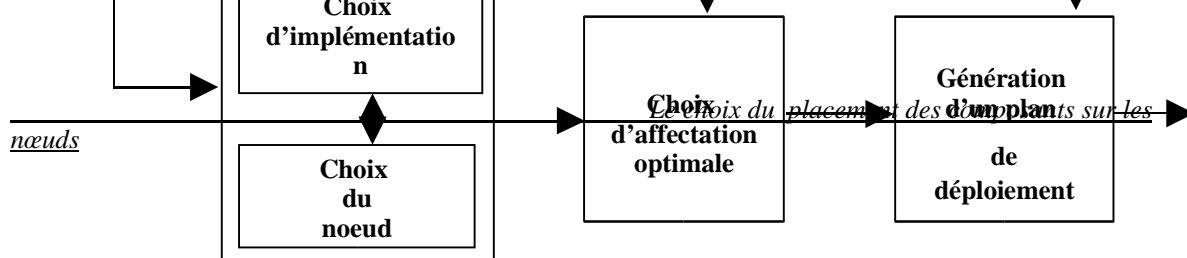 Choix
d'implémentatio
n
Choix
du
noeud
Choix
d'affectation
optimale
Génération
d'un plan
de
déploiement
Le choix du placement des composants sur les
nœuds